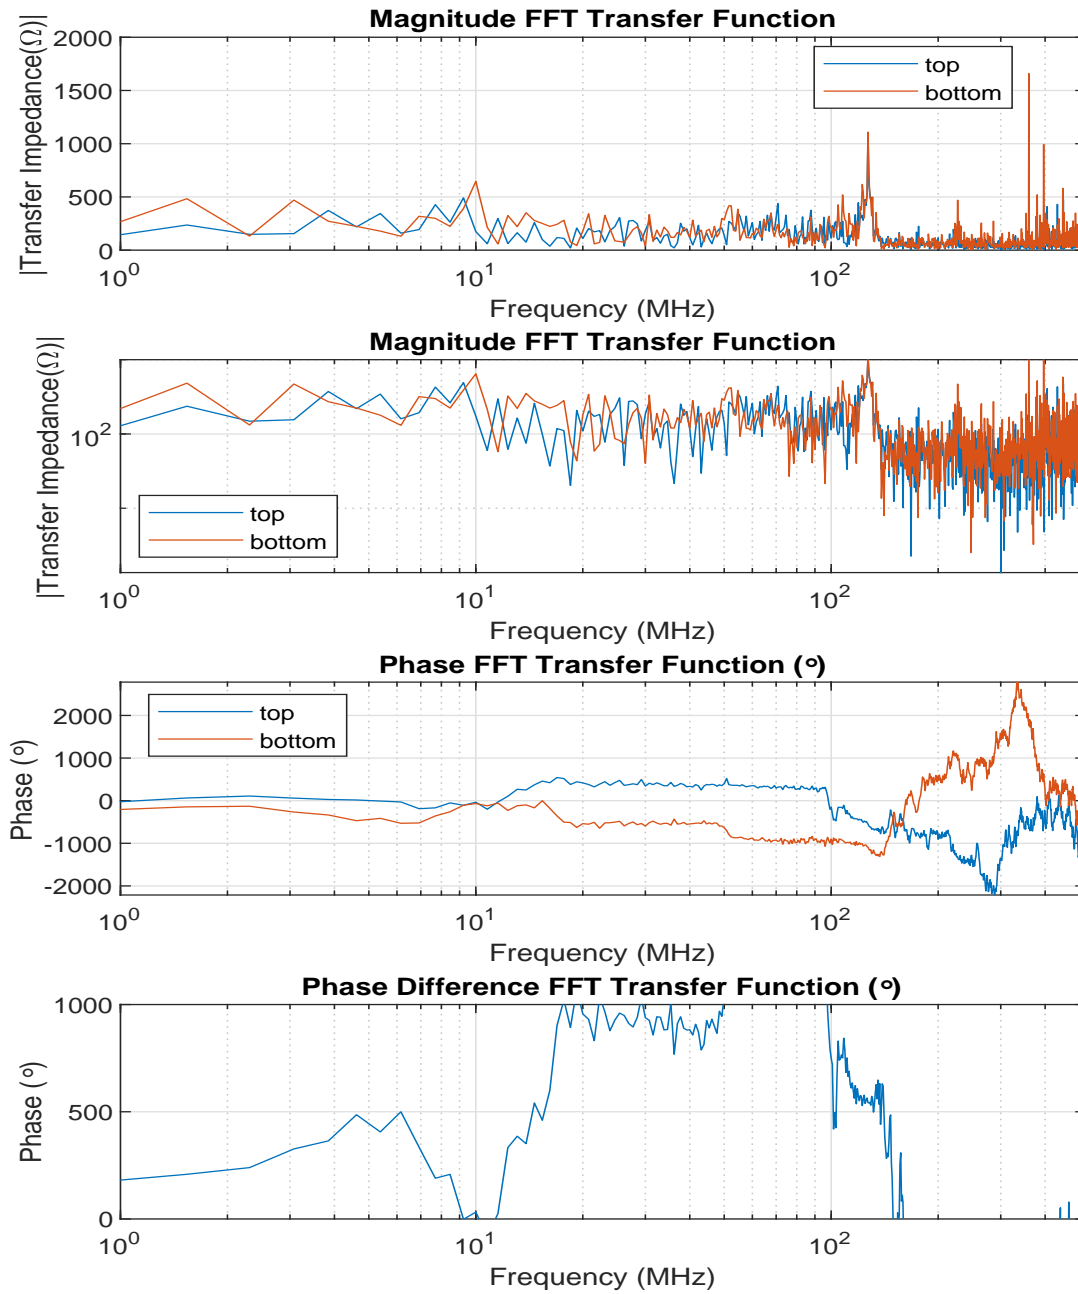 Magnitude FFT Transfer Function
|Transfer Impedance(Ω)|
2000
1500
1000
500
0
top
bottom
10^0
10^1
10^2
Frequency (MHz)
Magnitude FFT Transfer Function
|Transfer Impedance(Ω)|
10^2
top
bottom
10^0
10^1
10^2
Frequency (MHz)
Phase FFT Transfer Function (°)
Phase (°)
2000
1000
0
-1000
-2000
top
bottom
10^0
10^1
10^2
Frequency (MHz)
Phase Difference FFT Transfer Function (°)
Phase (°)
1000
500
0
10^0
10^1
10^2
Frequency (MHz)